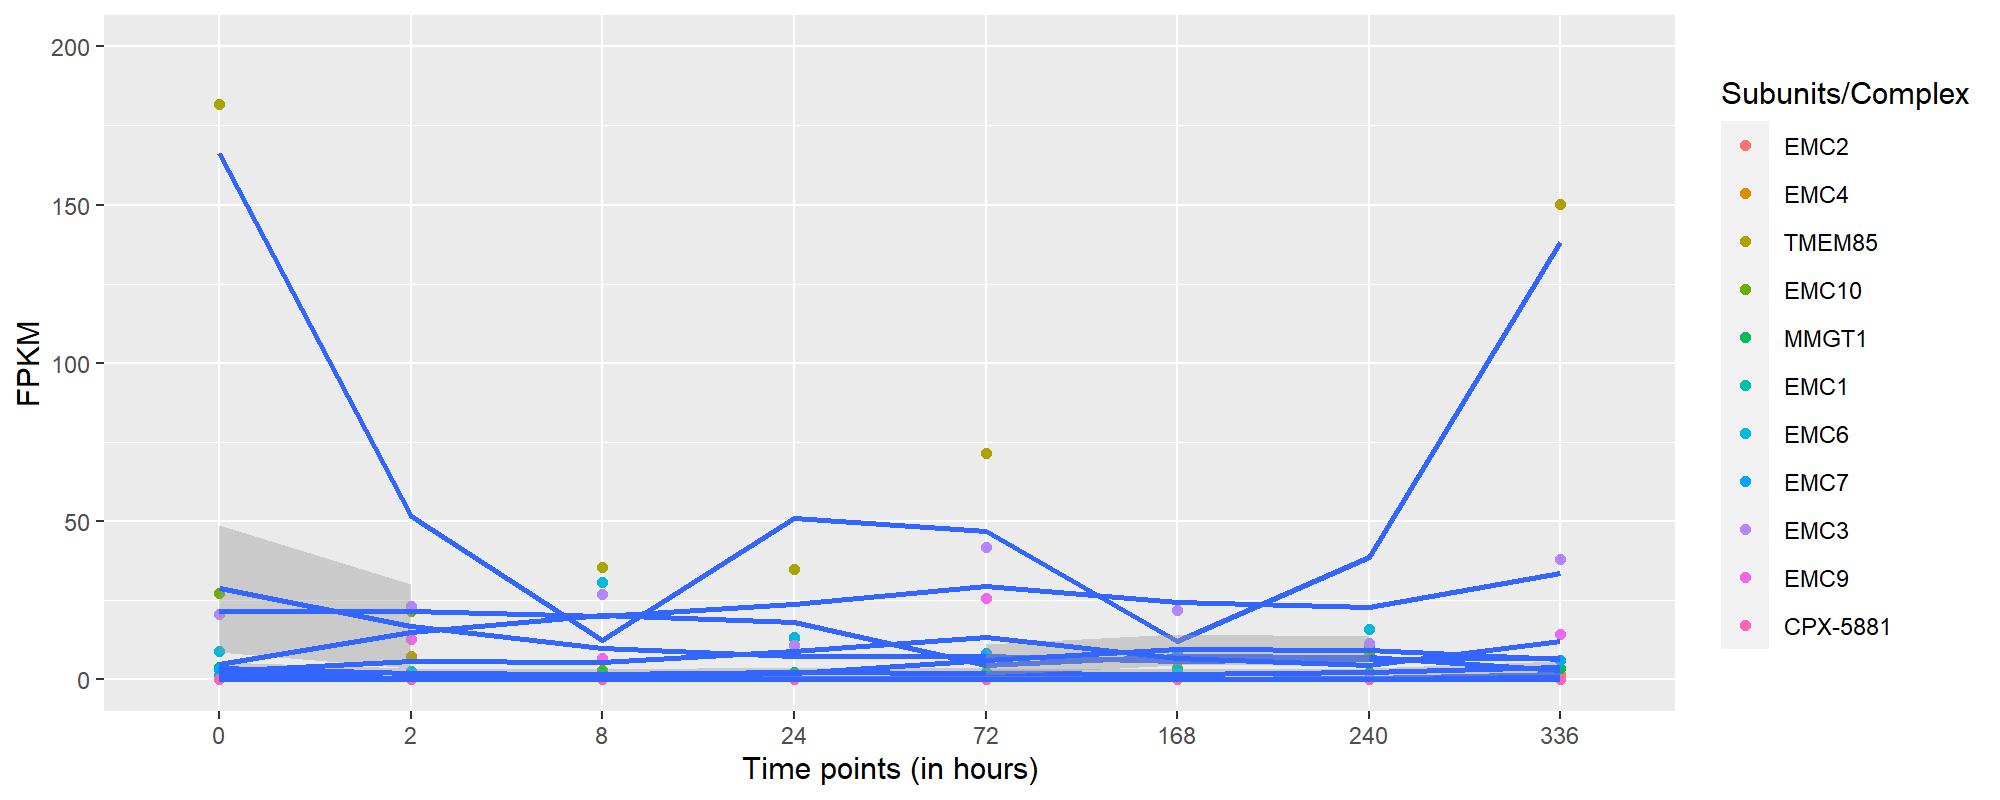 200
150
100
50
0
FPKM
0 2 8 24 72 168 240 336
Time points (in hours)
Subunits/Complex
EMC2
EMC4
TMEM85
EMC10
MMGT1
EMC1
EMC6
EMC7
EMC3
EMC9
CPX-5881